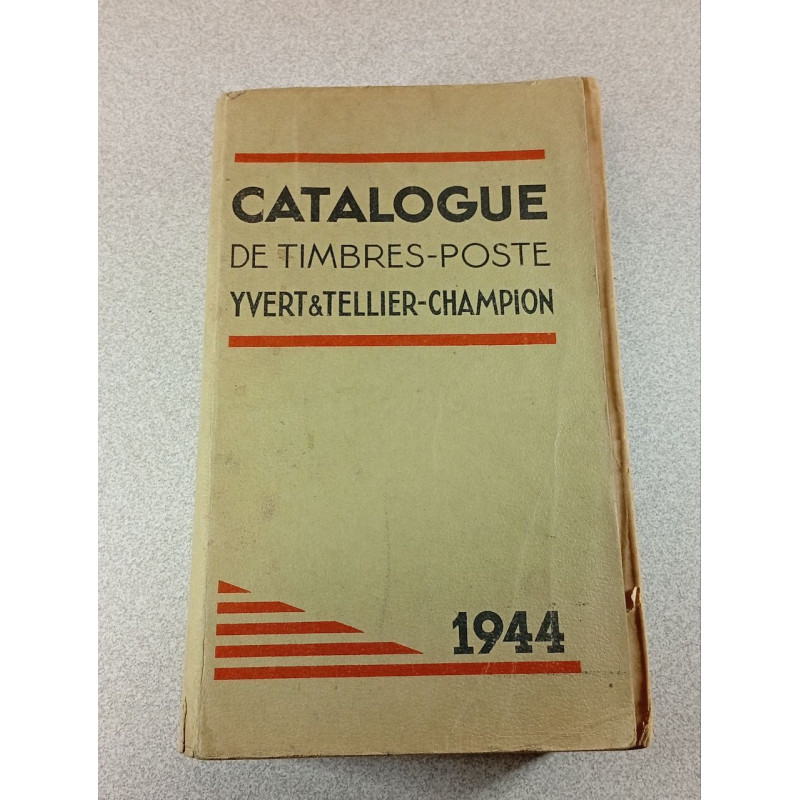 CATALOGUE
DE TIMBRES-POSTE
YVERT&TELLIER-CHAMPION
1944